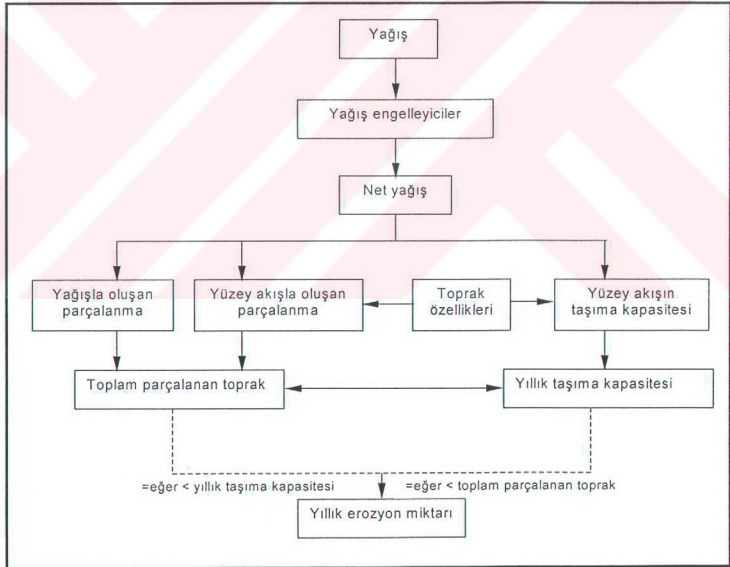 Yağış
Yağış engelleyiciler
Net yağış
Yağışla oluşan
parçalanma
Yüzey akışla oluşan
parçalanma
Toprak
özellikleri
Yüzey akışın
taşıma kapasitesi
Toplam parçalanan toprak
Yıllık taşıma kapasitesi
=eğer < yıllık taşıma kapasitesi
=eğer < toplam parçalanan toprak
Yıllık erozyon miktarı